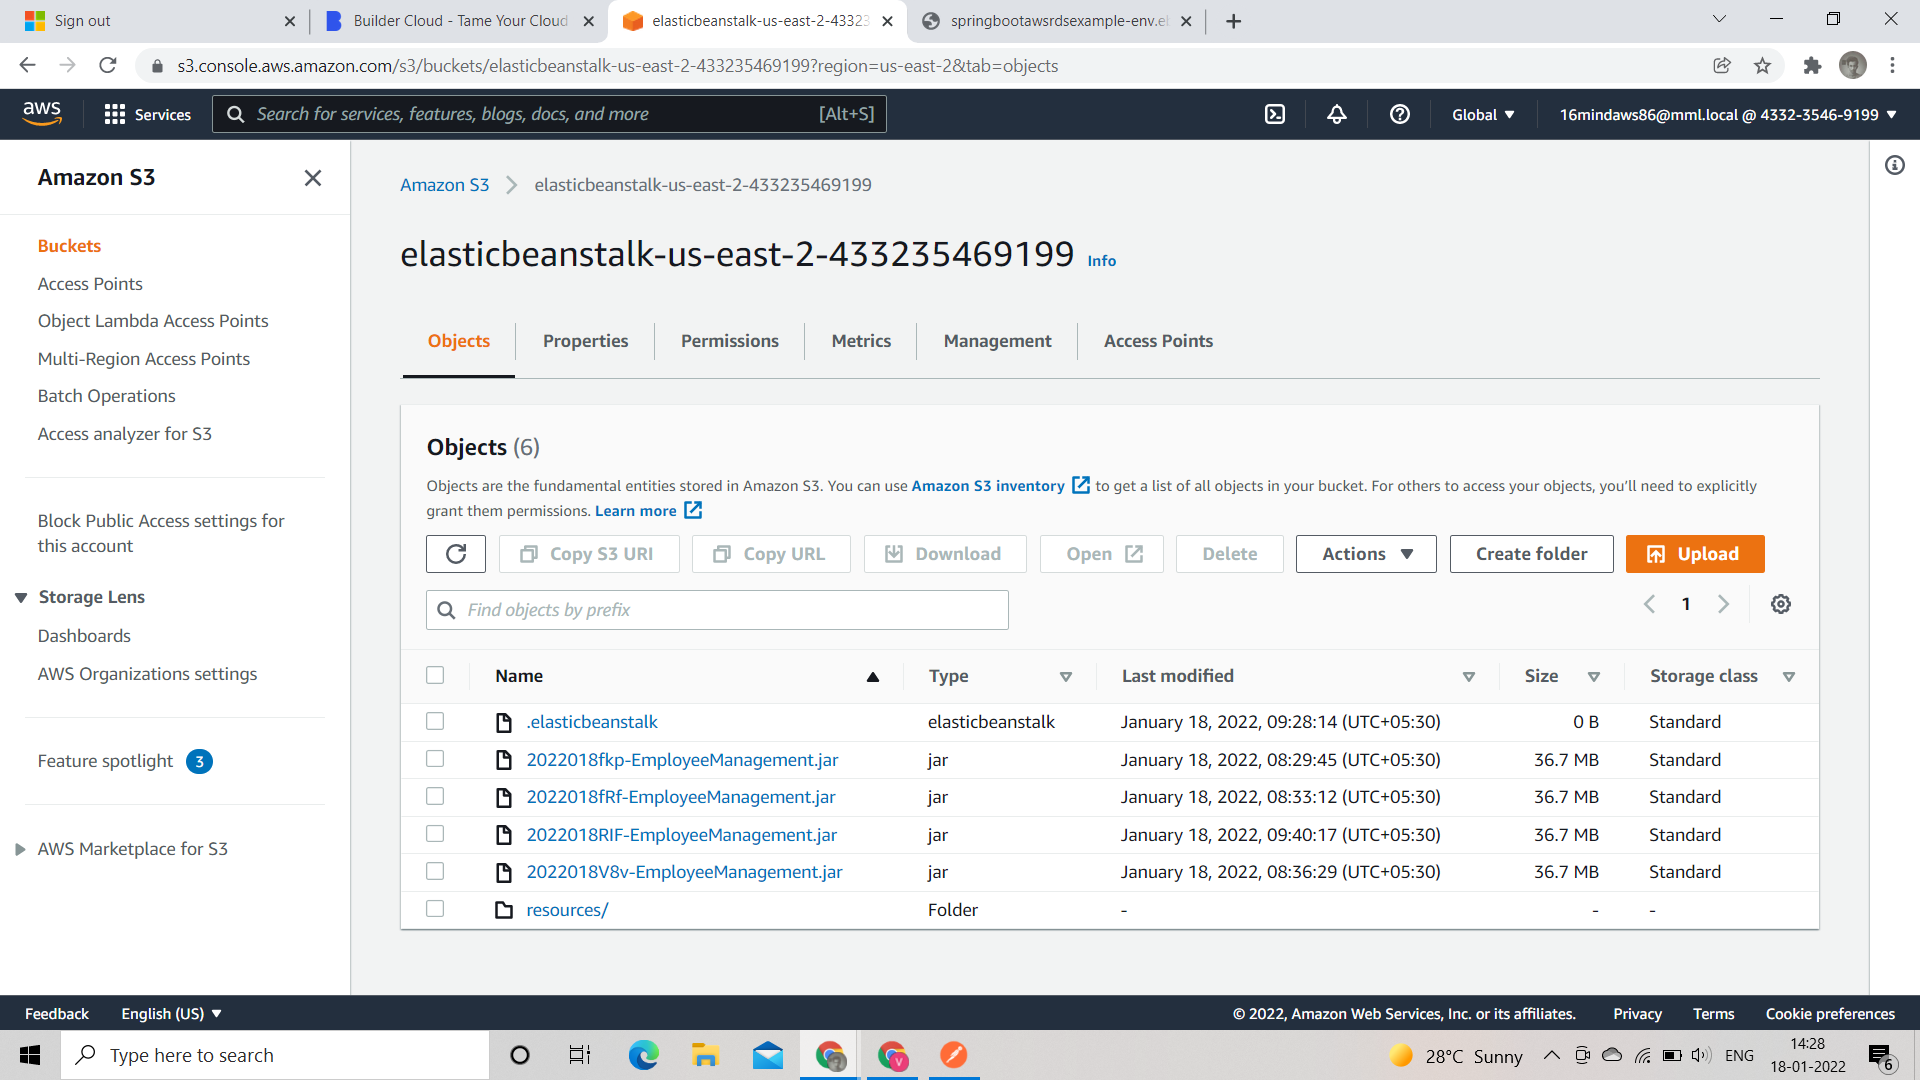 Sign out
Builder Cloud - Tame Your Cloud
elasticbeanstalk-us-east-2-43323
springbootawsrdsexample-env.el
s3.console.aws.amazon.com/s3/buckets/elasticbeanstalk-us-east-2-433235469199?region=us-east-2&tab=objects
aws
Services
Search for services, features, blogs, docs, and more
[Alt+S]
Global
16mindaws86@mml.local @ 4332-3546-9199
Amazon S3
Buckets
Access Points
Object Lambda Access Points
Multi-Region Access Points
Batch Operations
Access analyzer for S3
Block Public Access settings for
this account
Storage Lens
Dashboards
AWS Organizations settings
Feature spotlight 3
AWS Marketplace for S3
Amazon S3 > elasticbeanstalk-us-east-2-433235469199
elasticbeanstalk-us-east-2-433235469199 Info
Objects Properties Permissions Metrics Management Access Points
Objects (6)
Objects are the fundamental entities stored in Amazon S3. You can use Amazon S3 inventory to get a list of all objects in your bucket. For others to access your objects, you'll need to explicitly
grant them permissions. Learn more
Copy S3 URI Copy URL Download Open Delete Actions Create folder Upload
Find objects by prefix
1
Name Type Last modified Size Storage class
.elasticbeanstalk elasticbeanstalk January 18, 2022, 09:28:14 (UTC+05:30) 0 B Standard
2022018fkp-EmployeeManagement.jar jar January 18, 2022, 08:29:45 (UTC+05:30) 36.7 MB Standard
2022018fRf-EmployeeManagement.jar jar January 18, 2022, 08:33:12 (UTC+05:30) 36.7 MB Standard
2022018RIF-EmployeeManagement.jar jar January 18, 2022, 09:40:17 (UTC+05:30) 36.7 MB Standard
2022018V8v-EmployeeManagement.jar jar January 18, 2022, 08:36:29 (UTC+05:30) 36.7 MB Standard
resources/ Folder - - -
Feedback English (US)
© 2022, Amazon Web Services, Inc. or its affiliates. Privacy Terms Cookie preferences
Type here to search
V
28°C Sunny
ENG
14:28
18-01-2022
6